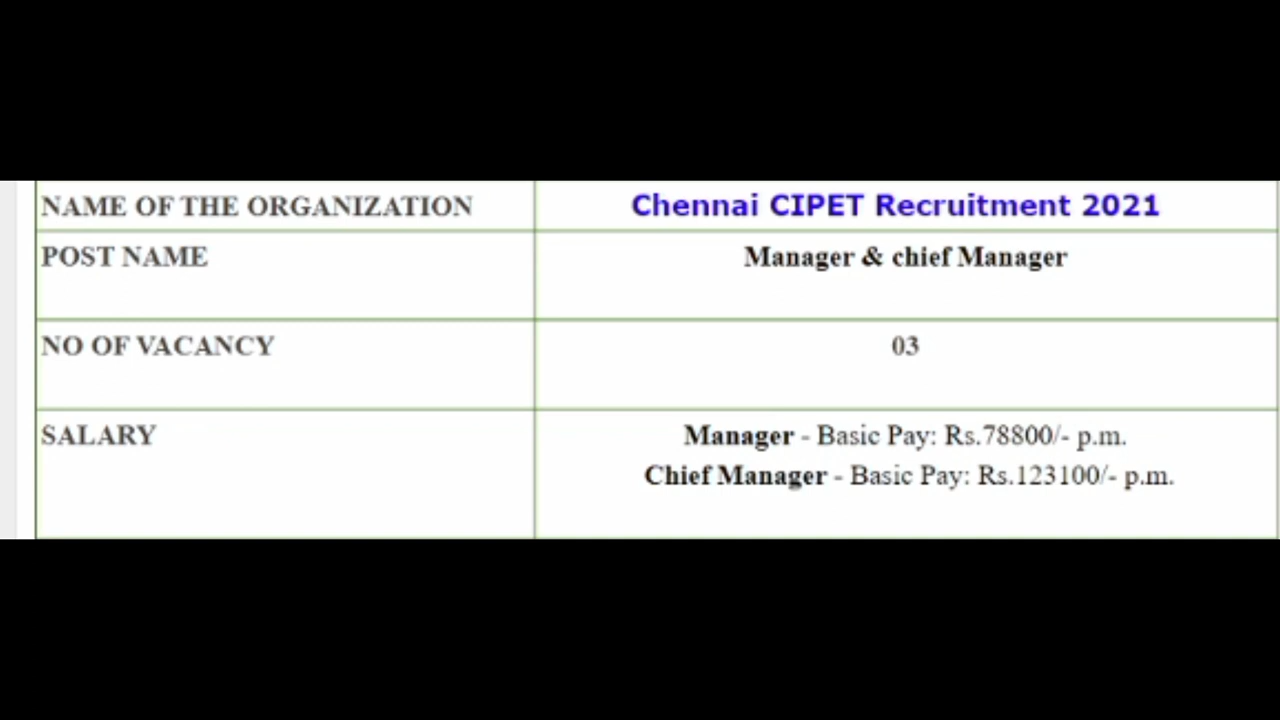 NAME OF THE ORGANIZATION Chennai CIPET Recruitment 2021
POST NAME Manager & chief Manager
NO OF VACANCY 03
SALARY Manager - Basic Pay: Rs.78800/- p.m.
Chief Manager - Basic Pay: Rs.123100/- p.m.